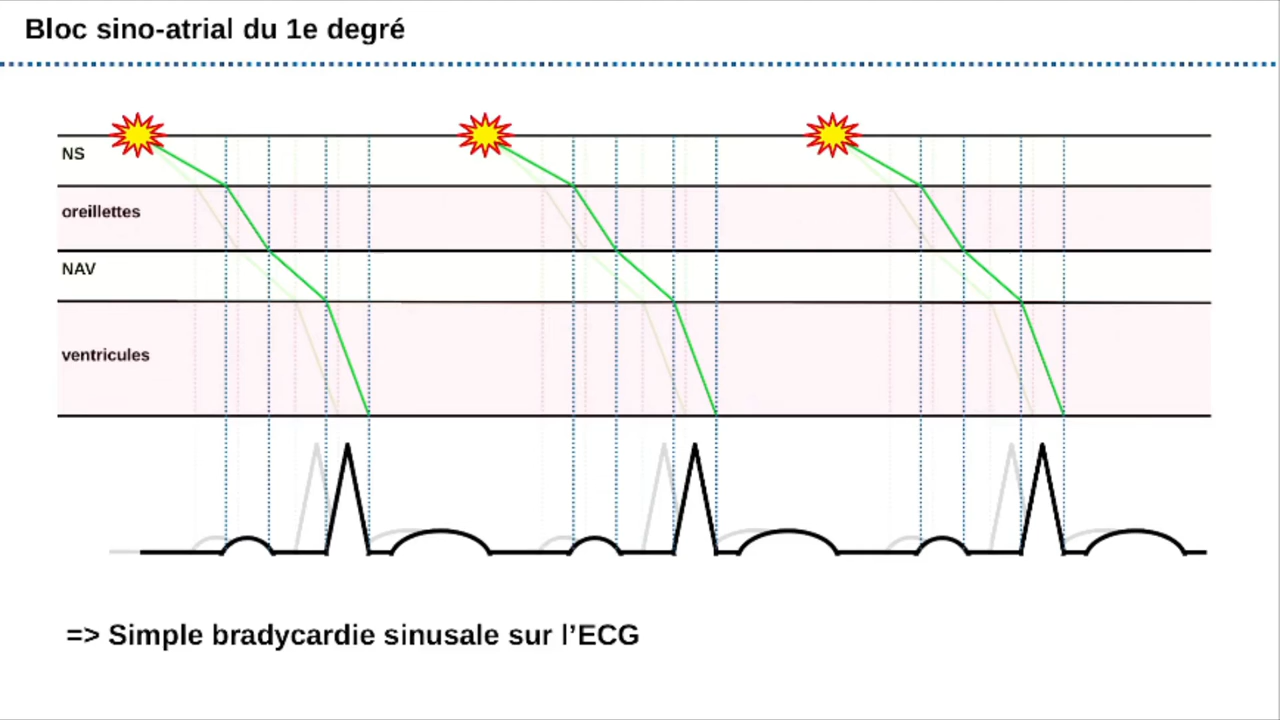 Bloc sino-atrial du 1e degré
NS
oreillettes
NAV
ventricules
=> Simple bradycardie sinusale sur l’ECG